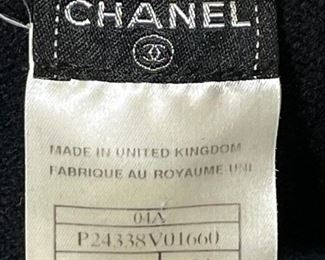 CHANEL
MADE IN UNITED KINGDOM
FABRIQUE AU ROYAUME-UNI
04A
P24338V01660